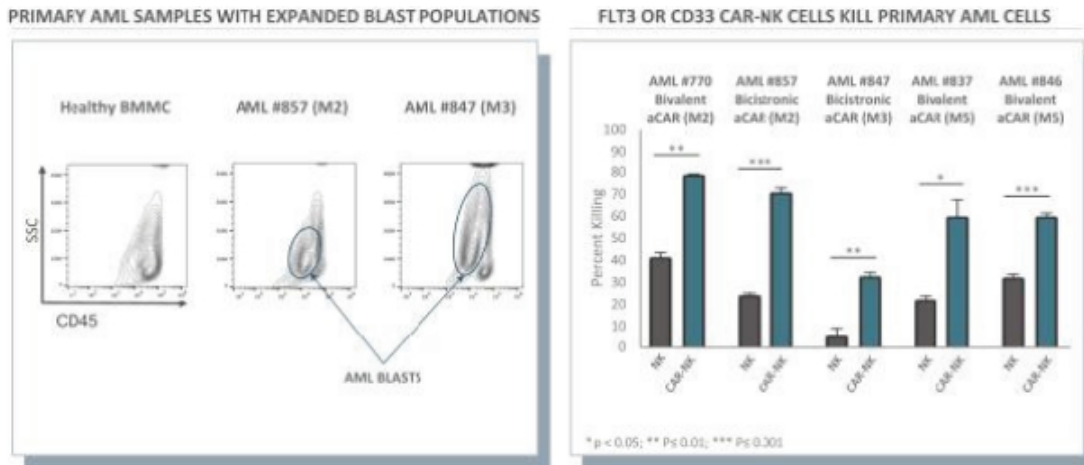 PRIMARY AML SAMPLES WITH EXPANDED BLAST POPULATIONS
Healthy BMMC
AML #857 (M2)
AML #847 (M3)
SSC
CD45
AML BLASTS
FLT3 OR CD33 CAR-NK CELLS KILL PRIMARY AML CELLS
AML #770
Bivalent
aCAR (M2)
AML #857
Bicistronic
aCAR (M2)
AML #847
Bicistronic
aCAR (M3)
AML #837
Bivalent
aCAR (M5)
AML #846
Bivalent
aCAR (M5)
Percent Killing
100
90
80
70
60
50
40
30
20
10
0
**
***
**
*
***
NK
CAR-NK
NK
CAR-NK
NK
CAR-NK
NK
CAR-NK
NK
CAR-NK
* p < 0.05; ** P≤ 0.01; *** P≤ 0.001